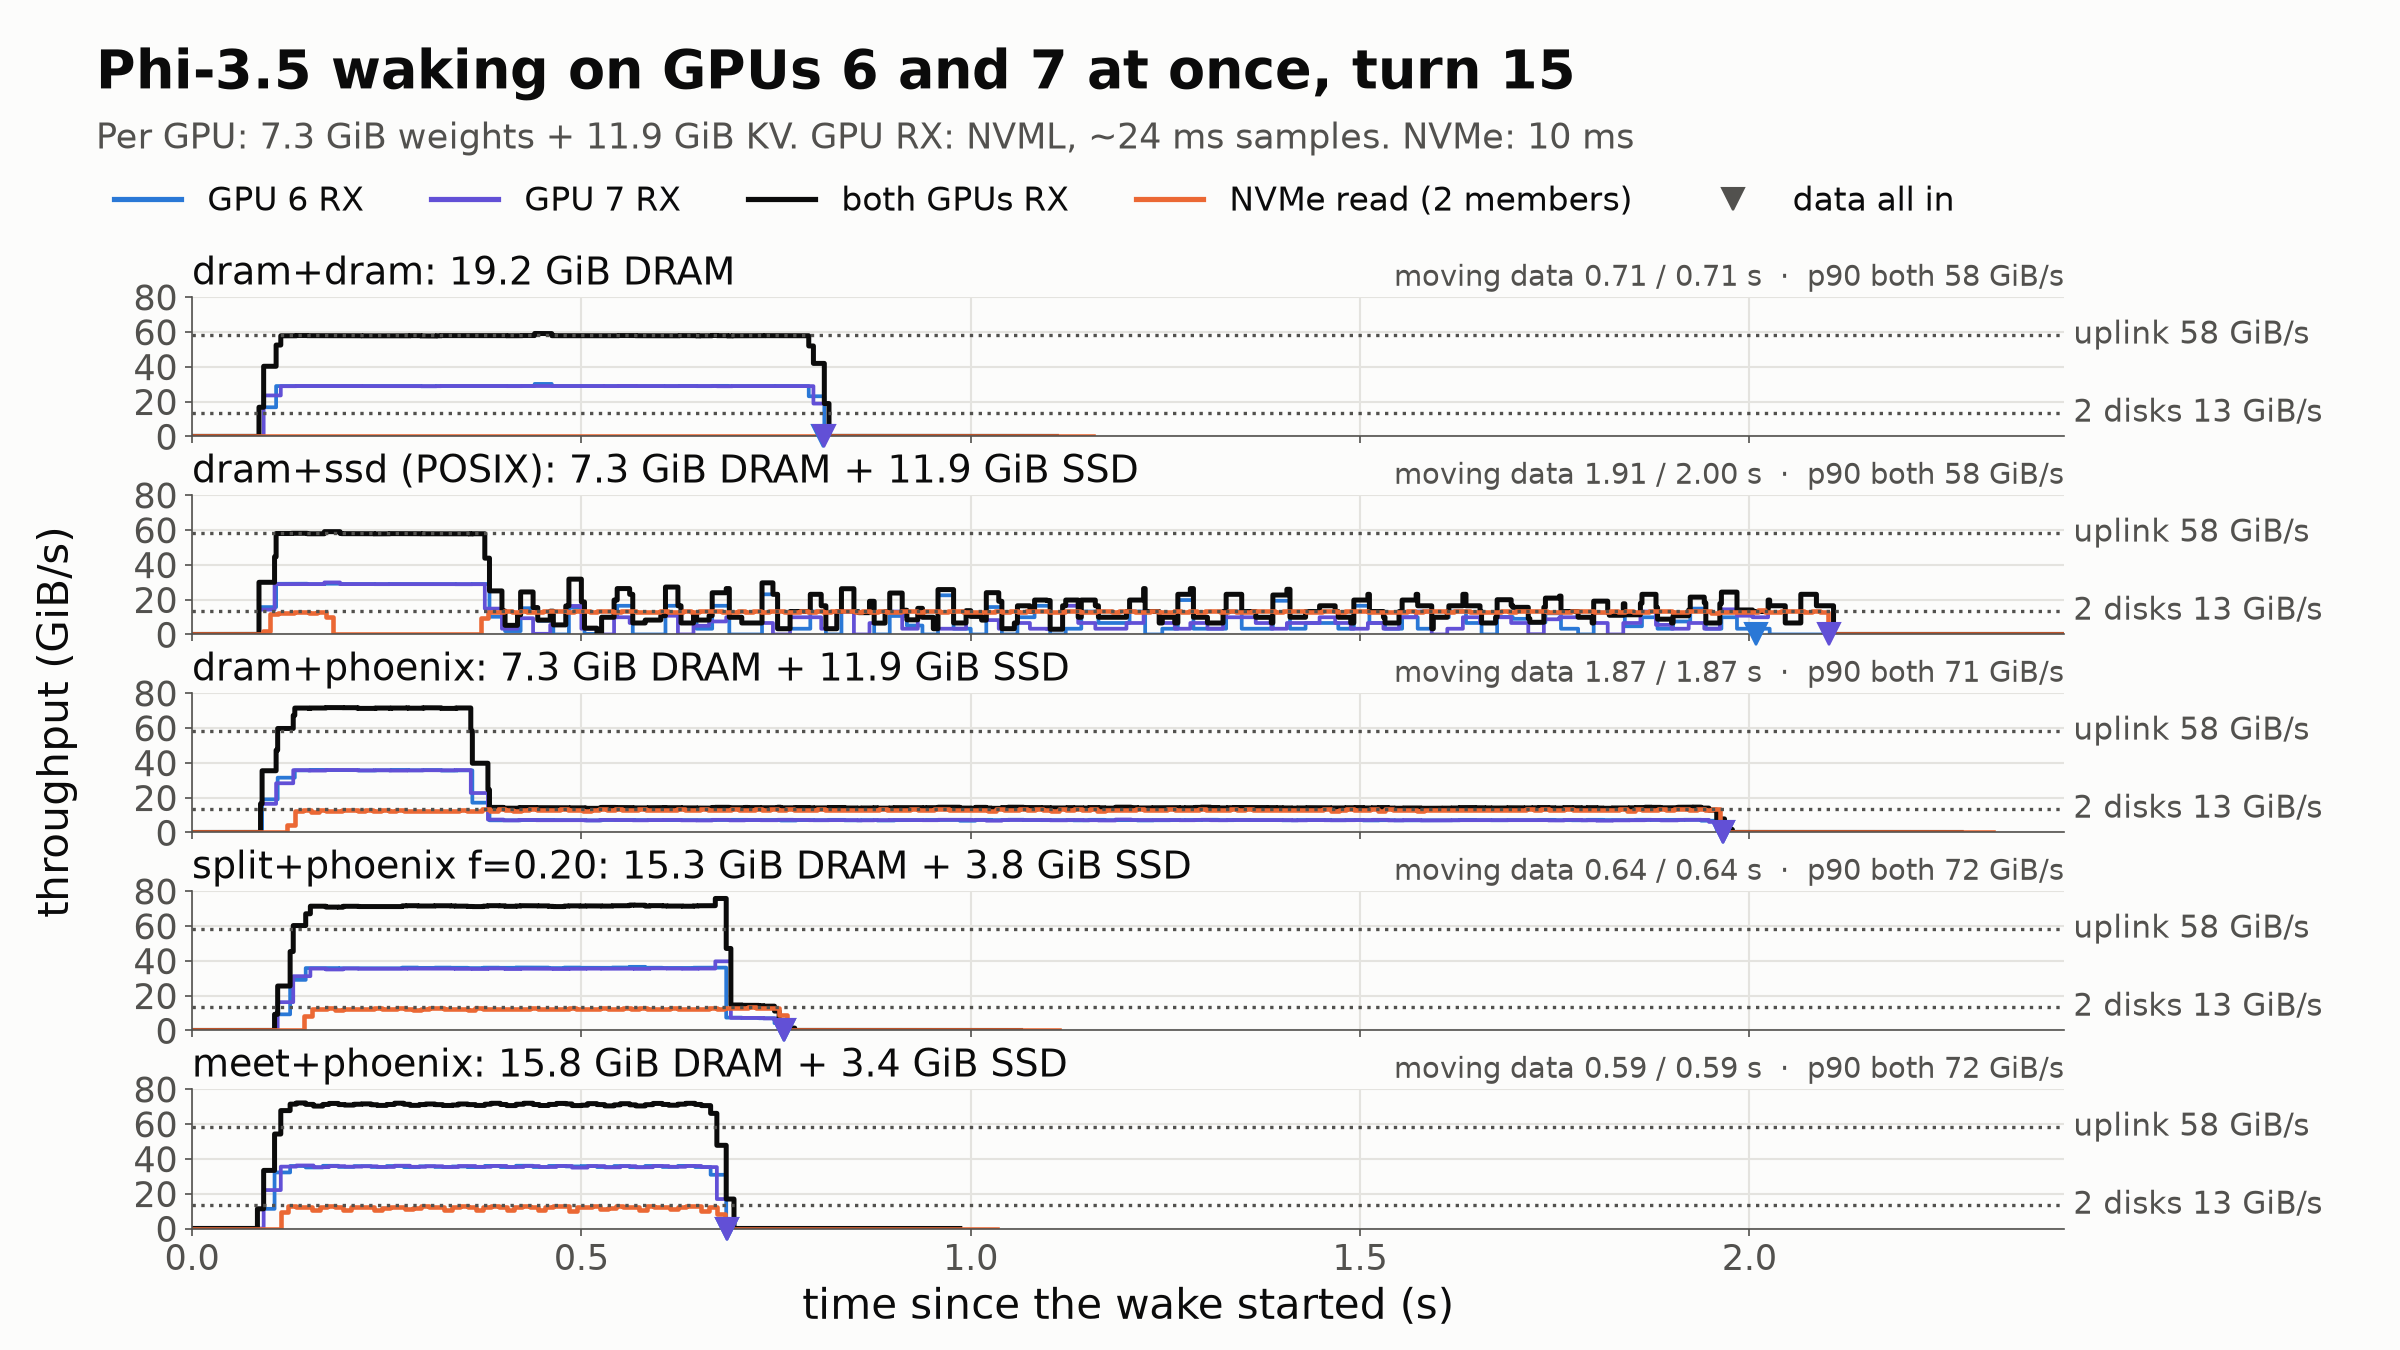 Phi-3.5 waking on GPUs 6 and 7 at once, turn 15
Per GPU: 7.3 GiB weights + 11.9 GiB KV. GPU RX: NVML, ~24 ms samples. NVMe: 10 ms
GPU 6 RX GPU 7 RX both GPUs RX NVMe read (2 members) data all in
throughput (GiB/s)
dram+dram: 19.2 GiB DRAM moving data 0.71 / 0.71 s · p90 both 58 GiB/s
80
60 uplink 58 GiB/s
40
20 2 disks 13 GiB/s
0
dram+ssd (POSIX): 7.3 GiB DRAM + 11.9 GiB SSD moving data 1.91 / 2.00 s · p90 both 58 GiB/s
80
60 uplink 58 GiB/s
40
20 2 disks 13 GiB/s
0
dram+phoenix: 7.3 GiB DRAM + 11.9 GiB SSD moving data 1.87 / 1.87 s · p90 both 71 GiB/s
80
60 uplink 58 GiB/s
40
20 2 disks 13 GiB/s
0
split+phoenix f=0.20: 15.3 GiB DRAM + 3.8 GiB SSD moving data 0.64 / 0.64 s · p90 both 72 GiB/s
80
60 uplink 58 GiB/s
40
20 2 disks 13 GiB/s
0
meet+phoenix: 15.8 GiB DRAM + 3.4 GiB SSD moving data 0.59 / 0.59 s · p90 both 72 GiB/s
80
60 uplink 58 GiB/s
40
20 2 disks 13 GiB/s
0
0.0 0.5 1.0 1.5 2.0
time since the wake started (s)